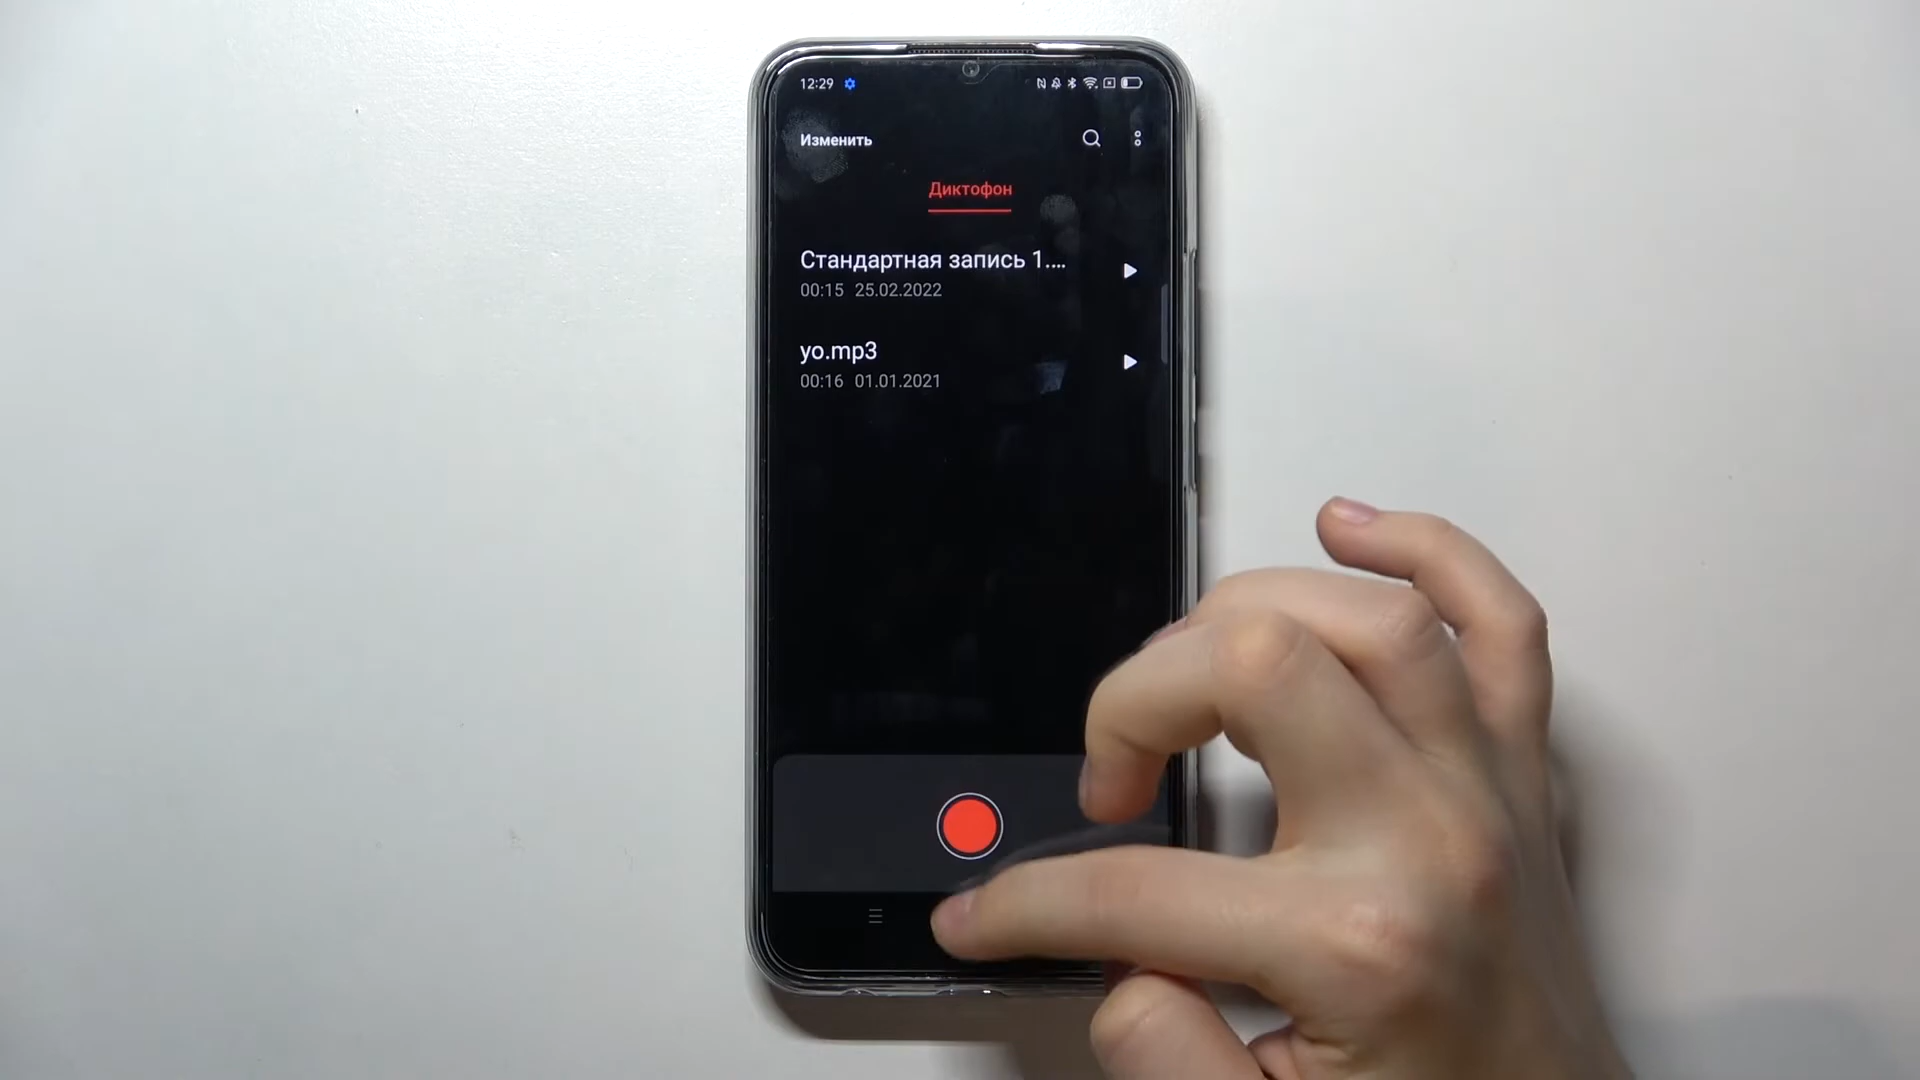 12:29
Изменить
Диктофон
Стандартная запись 1....
00:15 25.02.2022
yo.mp3
00:16 01.01.2021